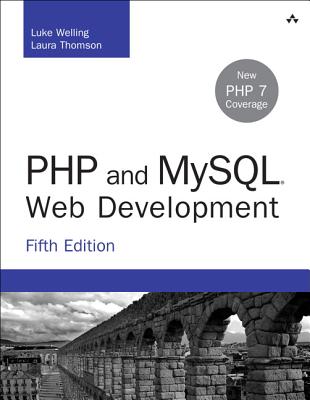 Luke Welling
Laura Thomson
New
PHP 7
Coverage
PHP and MySQL®
Web Development
Fifth Edition